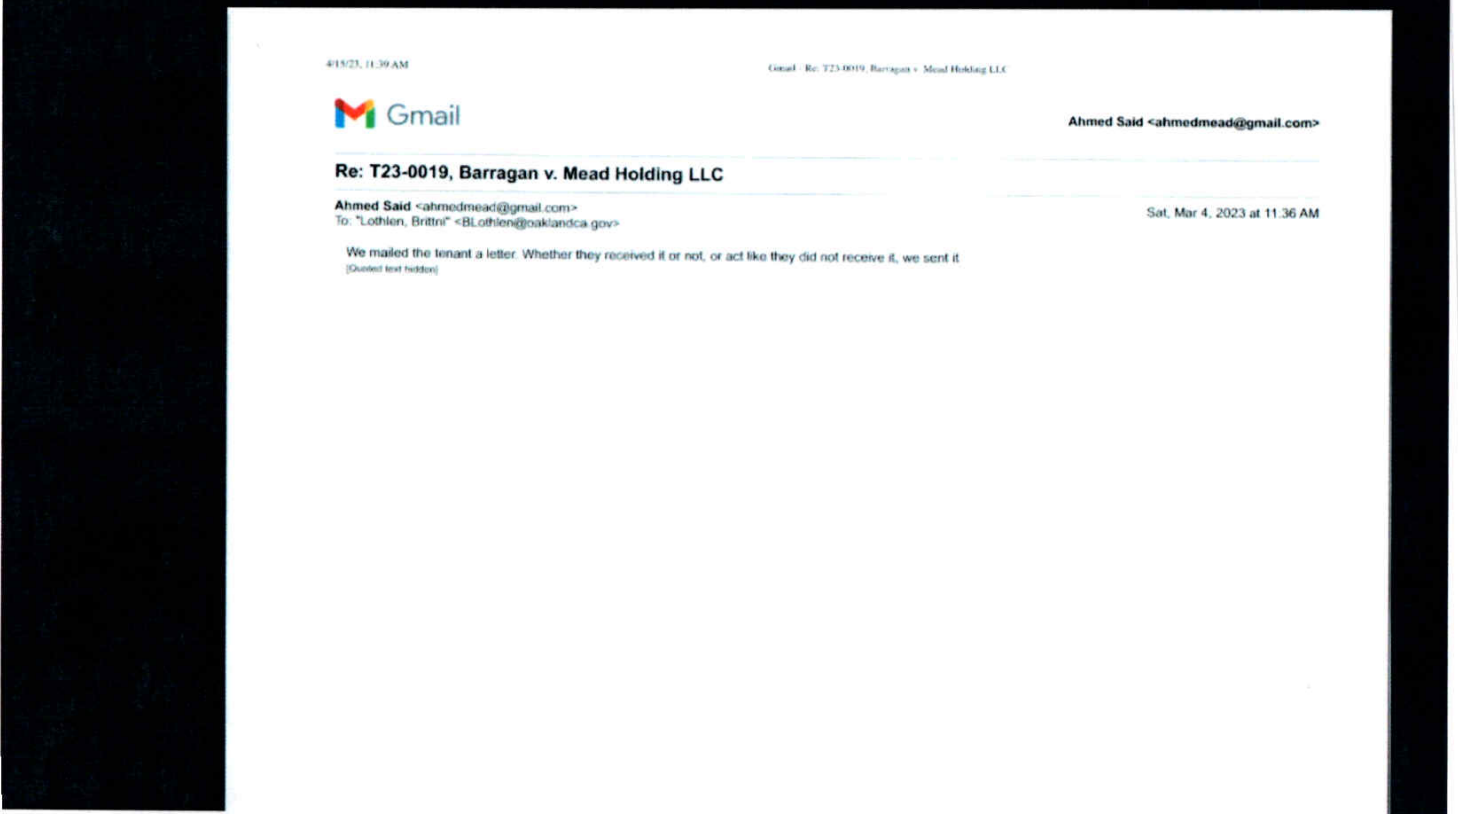 4/15/23, 11:39 AM
Gmail - Re: T23-0019, Barragan v. Mead Holding LLC
Gmail
Ahmed Said <ahmedmead@gmail.com>
Re: T23-0019, Barragan v. Mead Holding LLC
Ahmed Said <ahmedmead@gmail.com>
Sat, Mar 4, 2023 at 11:36 AM
To: "Lothlen, Brittni" <BLothlen@oaklandca.gov>
We mailed the tenant a letter. Whether they received it or not, or act like they did not receive it, we sent it
[Quoted text hidden]